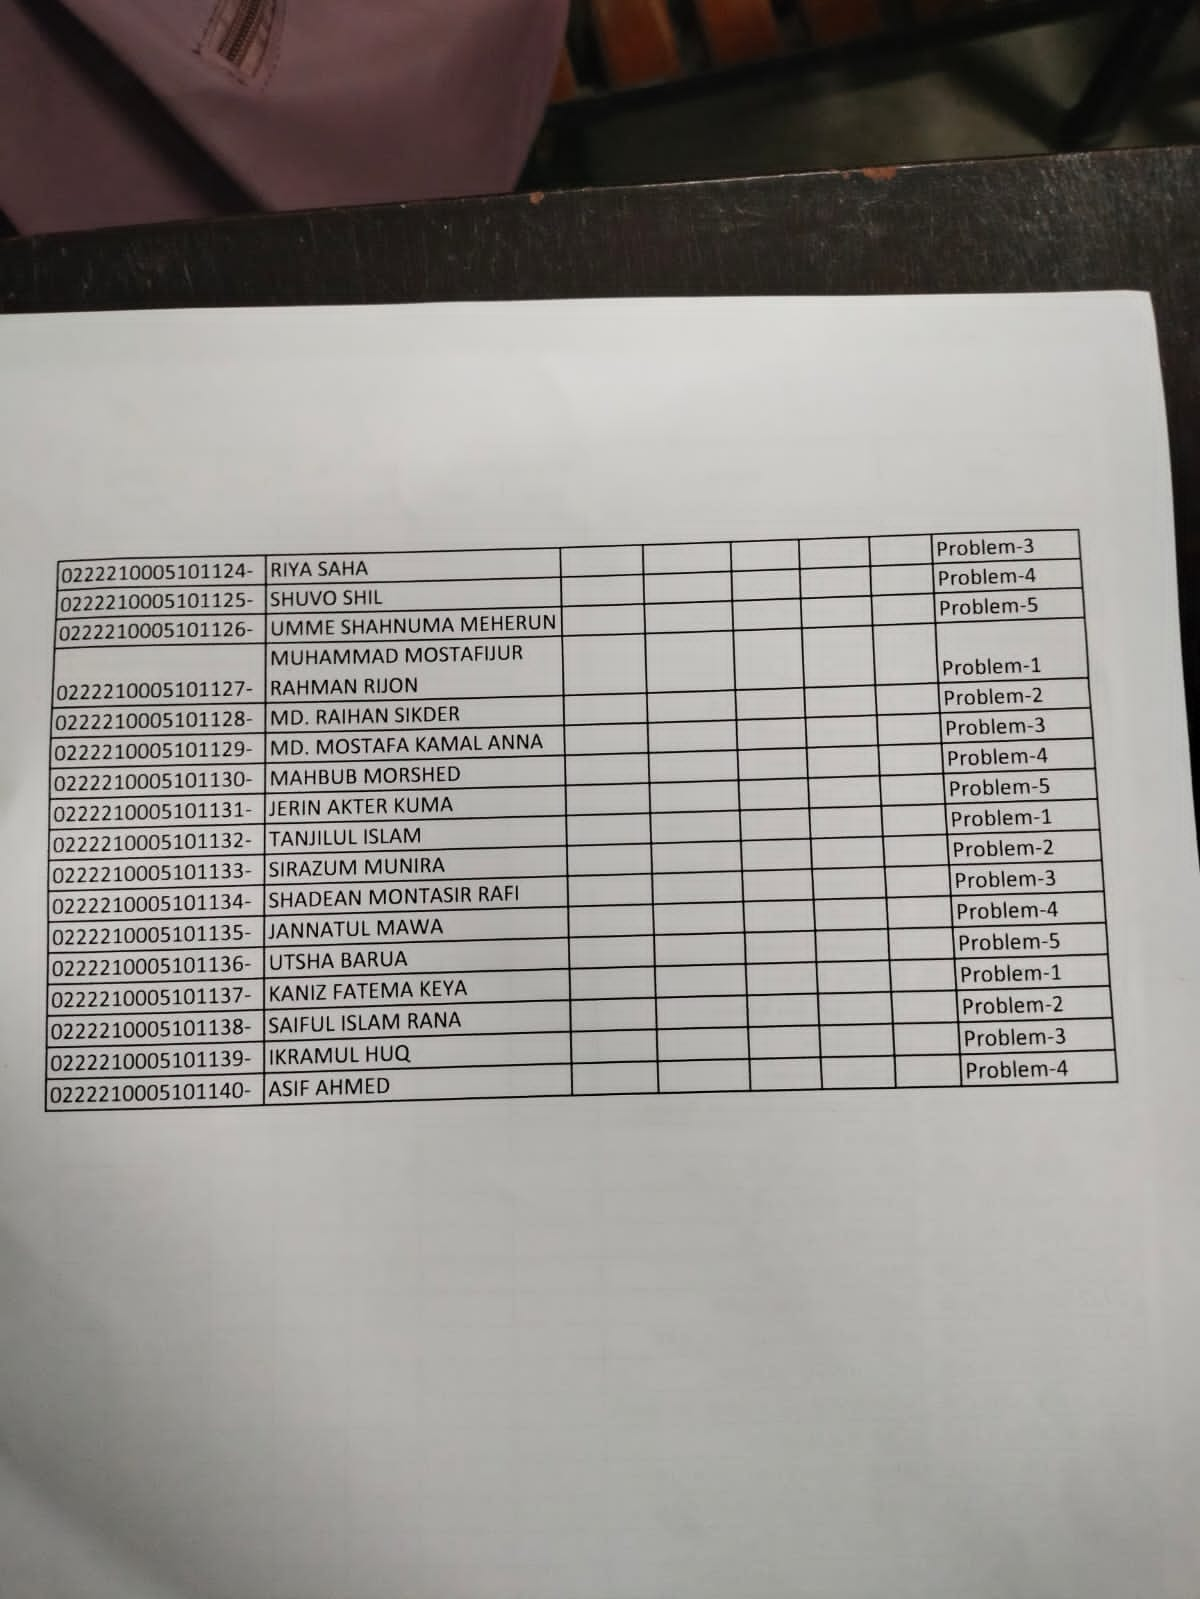 0222210005101124- RIYA SAHA Problem-3
0222210005101125- SHUVO SHIL Problem-4
0222210005101126- UMME SHAHNUMA MEHERUN Problem-5
MUHAMMAD MOSTAFIJUR
0222210005101127- RAHMAN RIJON Problem-1
0222210005101128- MD. RAIHAN SIKDER Problem-2
0222210005101129- MD. MOSTAFA KAMAL ANNA Problem-3
0222210005101130- MAHBUB MORSHED Problem-4
0222210005101131- JERIN AKTER KUMA Problem-5
0222210005101132- TANJILUL ISLAM Problem-1
0222210005101133- SIRAZUM MUNIRA Problem-2
0222210005101134- SHADEAN MONTASIR RAFI Problem-3
0222210005101135- JANNATUL MAWA Problem-4
0222210005101136- UTSHA BARUA Problem-5
0222210005101137- KANIZ FATEMA KEYA Problem-1
0222210005101138- SAIFUL ISLAM RANA Problem-2
0222210005101139- IKRAMUL HUQ Problem-3
0222210005101140- ASIF AHMED Problem-4